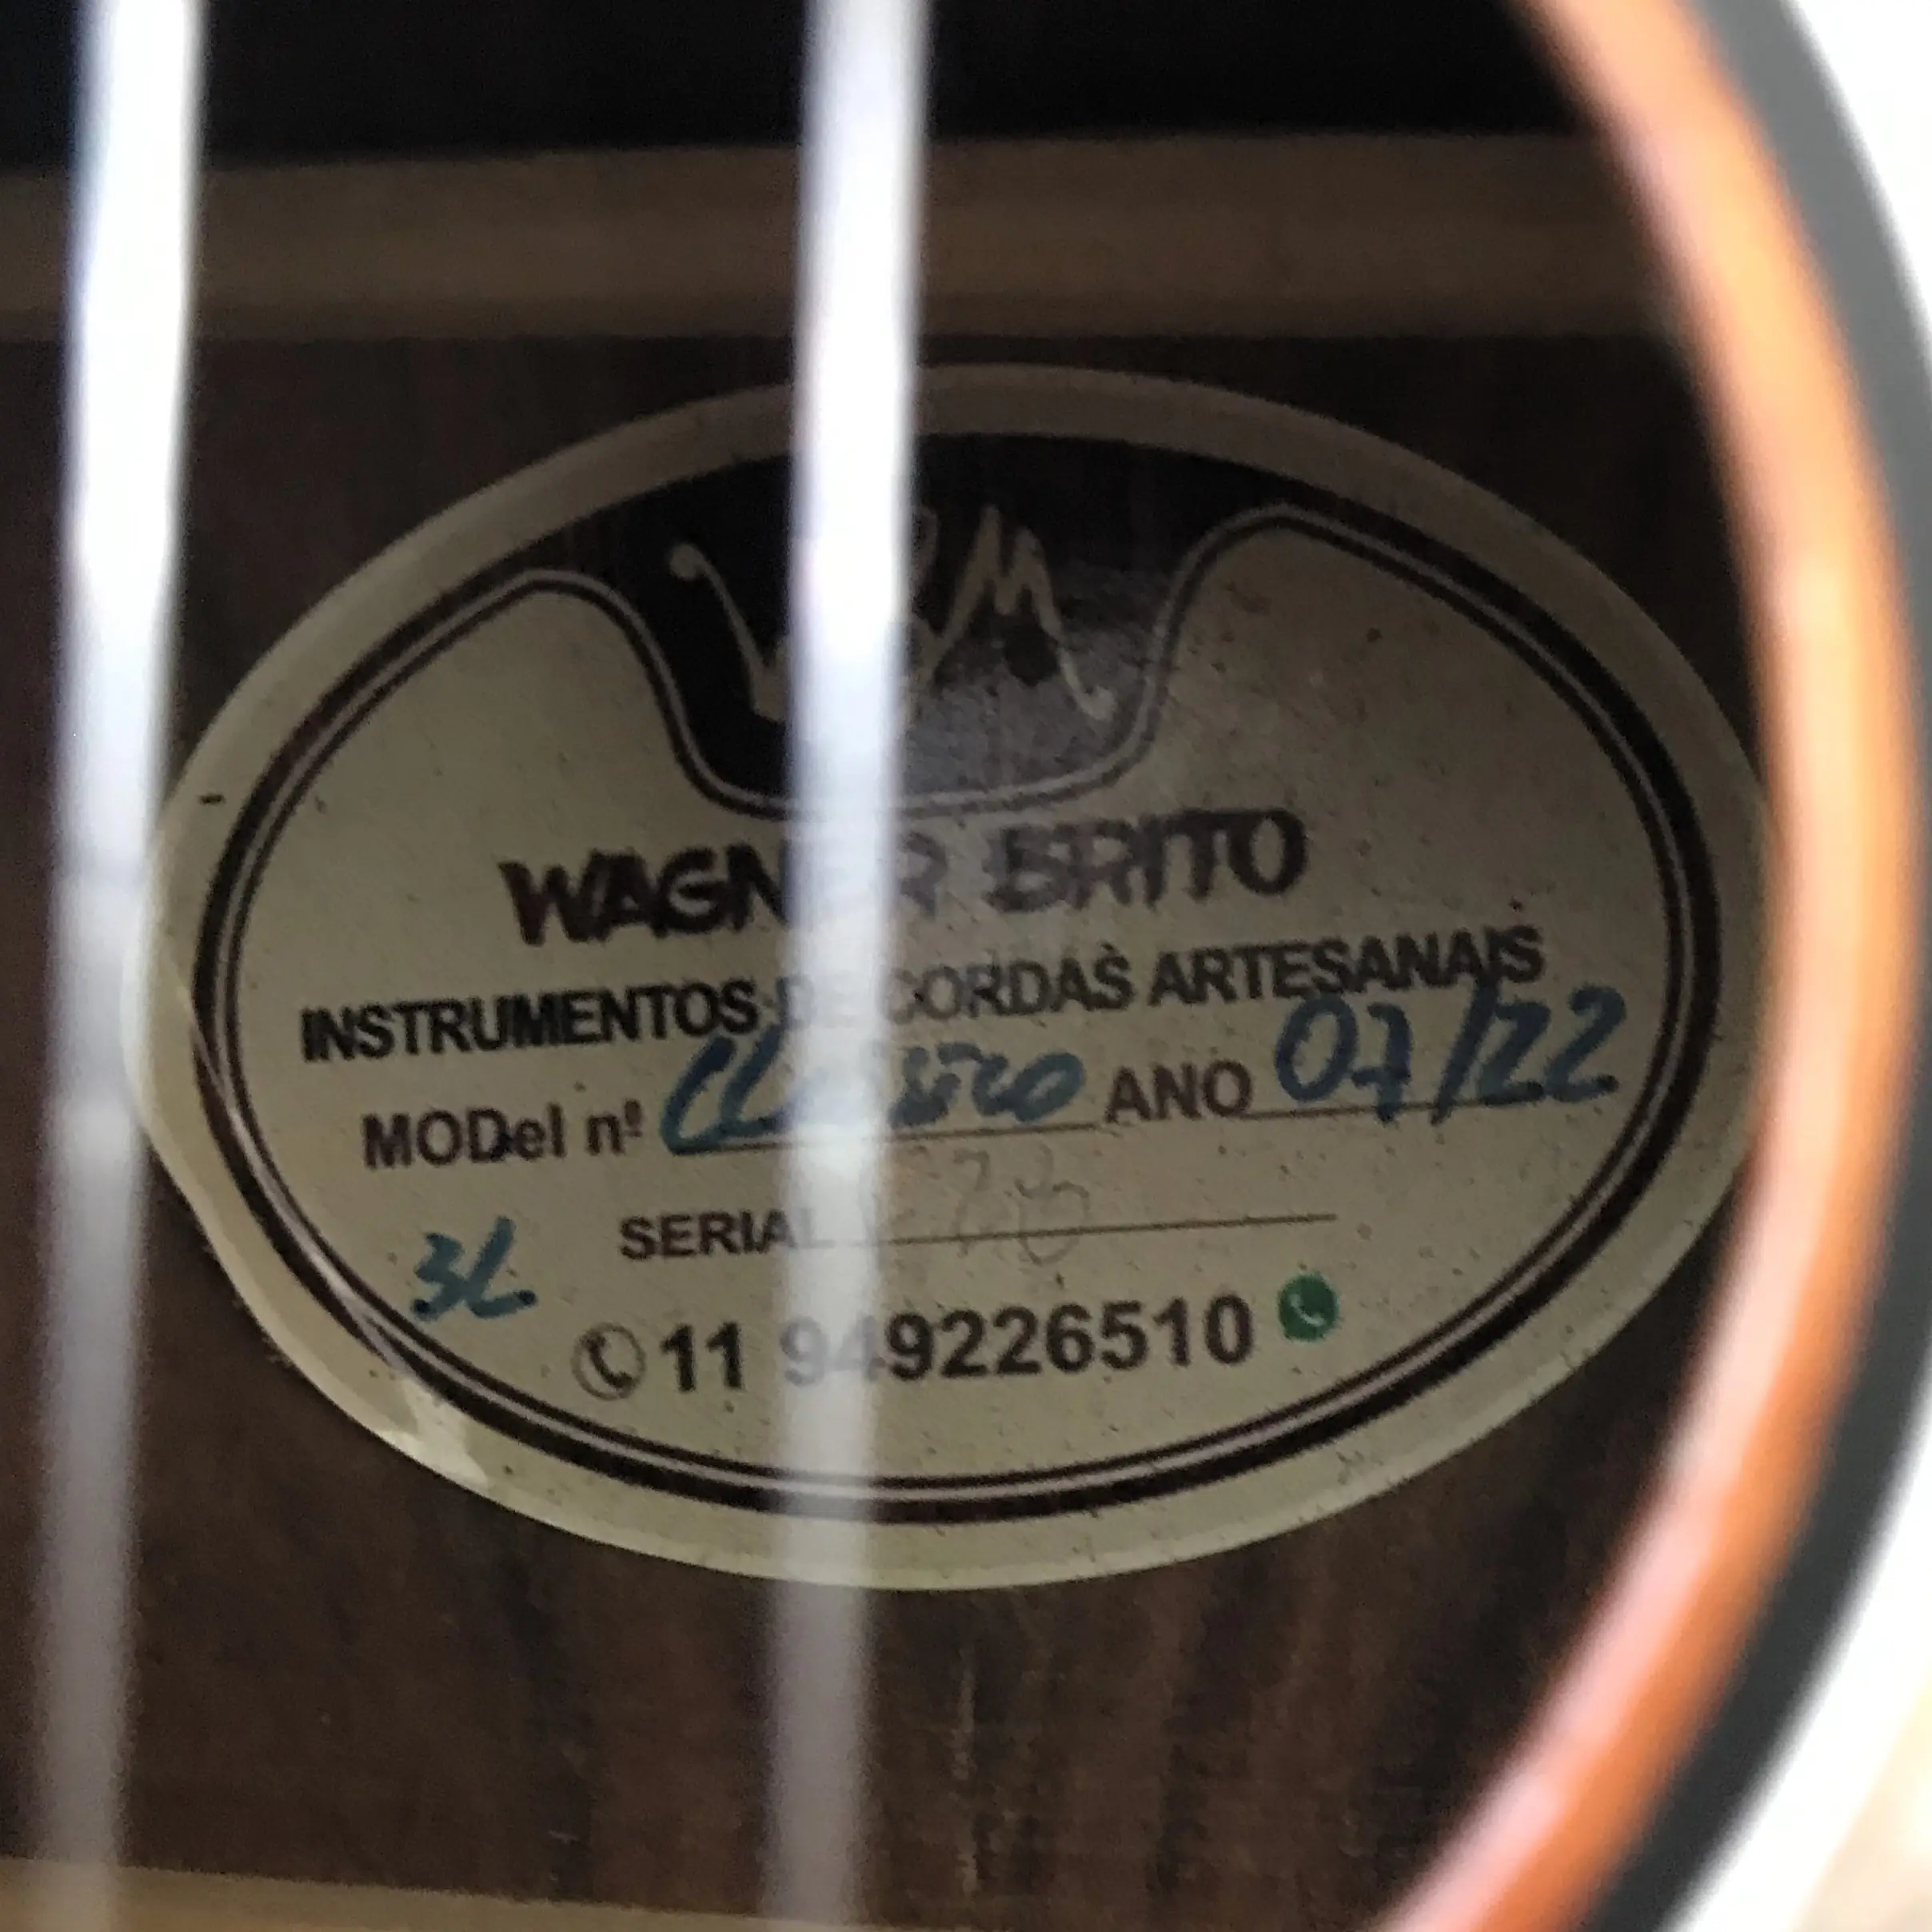 WAGNER BRITO
INSTRUMENTOS DE CORDAS ARTESANAIS
MODel nº Clássico ANO 07/22
SERIAL
3L
11 949226510